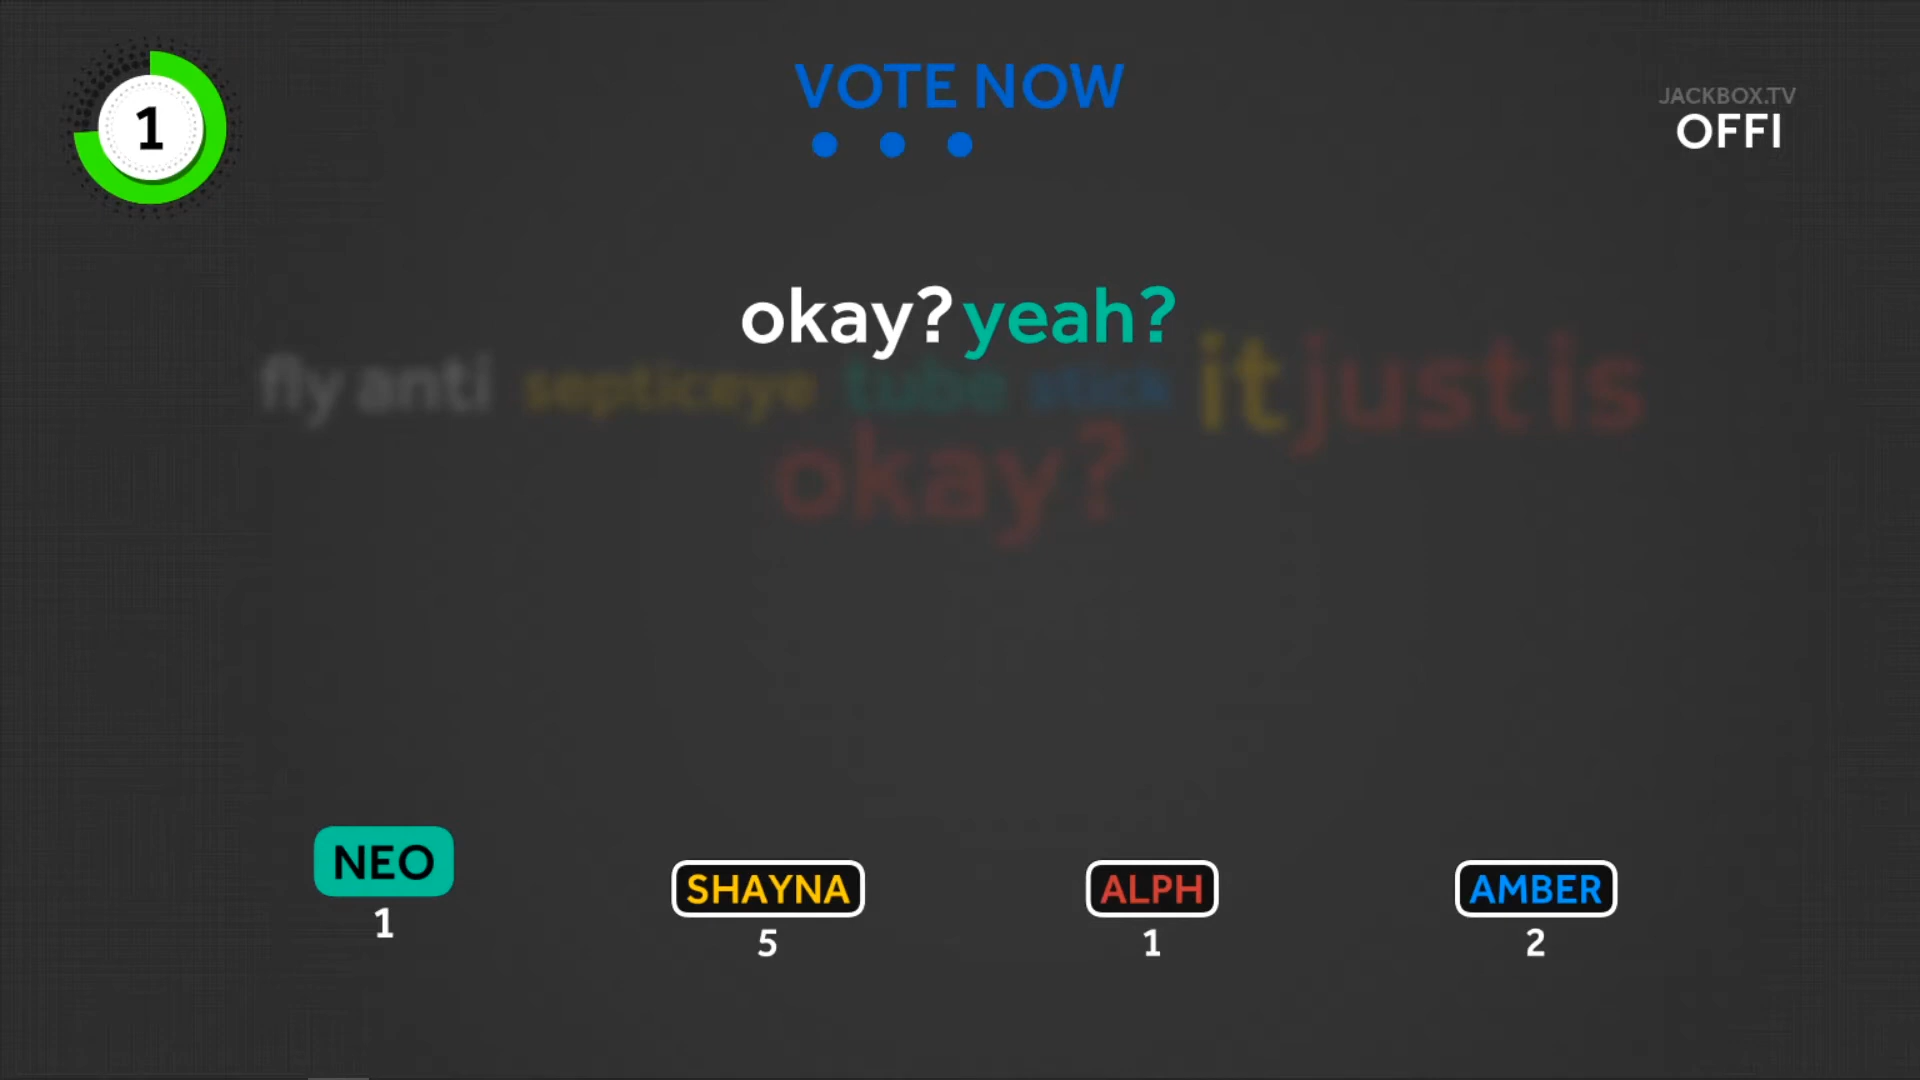 1
VOTE NOW
JACKBOX.TV
OFFI
okay? yeah?
fly anti septiceye tube stick it just is
okay?
NEO
1
SHAYNA
5
ALPH
1
AMBER
2